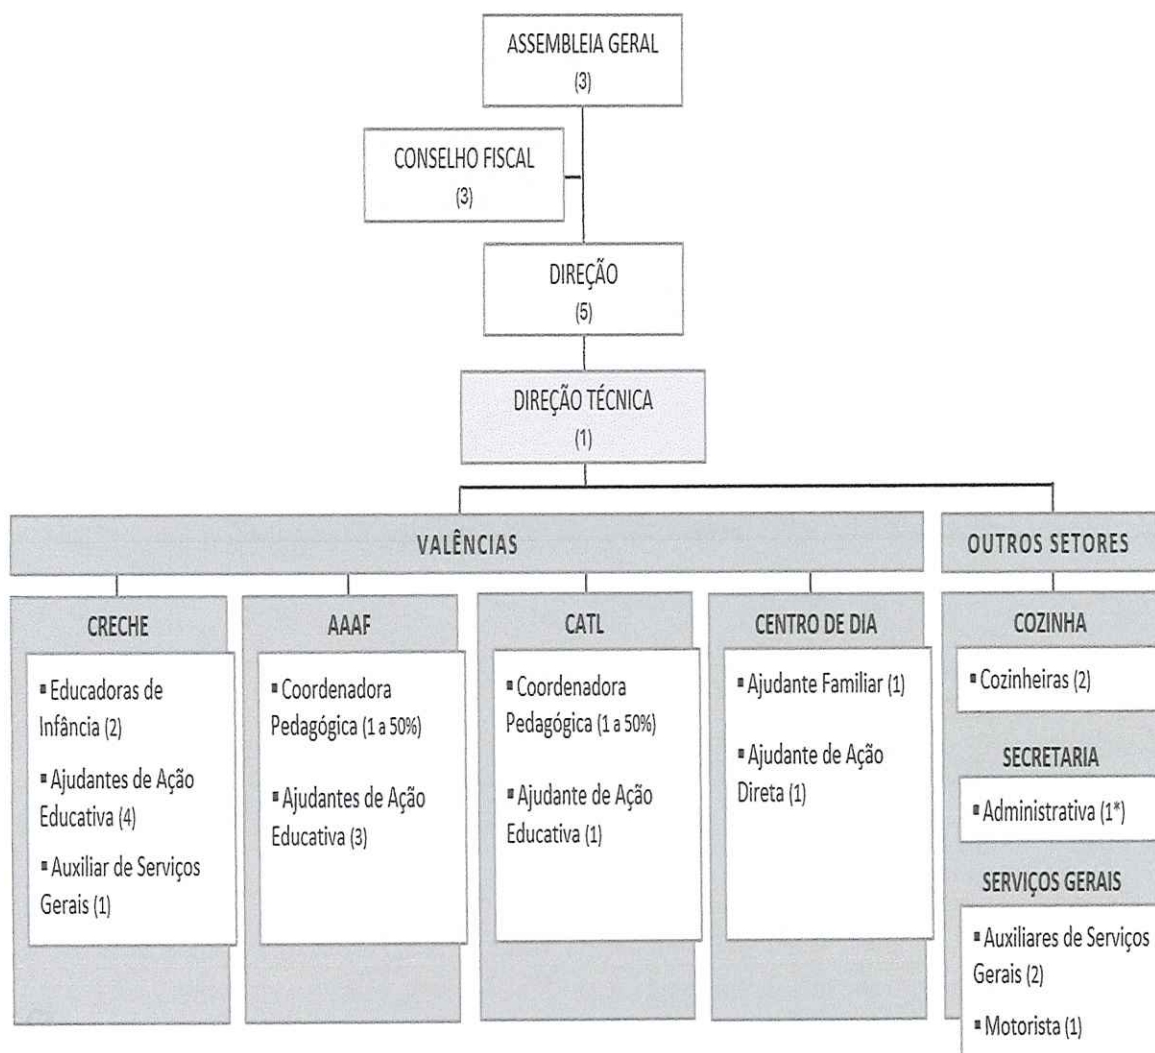 ASSEMBLEIA GERAL
(3)
CONSELHO FISCAL
(3)
DIREÇÃO
(5)
DIREÇÃO TÉCNICA
(1)
VALÊNCIAS
OUTROS SETORES
CRECHE
▪ Educadoras de
Infância (2)
▪ Ajudantes de Ação
Educativa (4)
▪ Auxiliar de Serviços
Gerais (1)
AAAF
▪ Coordenadora
Pedagógica (1 a 50%)
▪ Ajudantes de Ação
Educativa (3)
CATL
▪ Coordenadora
Pedagógica (1 a 50%)
▪ Ajudante de Ação
Educativa (1)
CENTRO DE DIA
▪ Ajudante Familiar (1)
▪ Ajudante de Ação
Direta (1)
COZINHA
▪ Cozinheiras (2)
SECRETARIA
▪ Administrativa (1*)
SERVIÇOS GERAIS
▪ Auxiliares de Serviços
Gerais (2)
▪ Motorista (1)